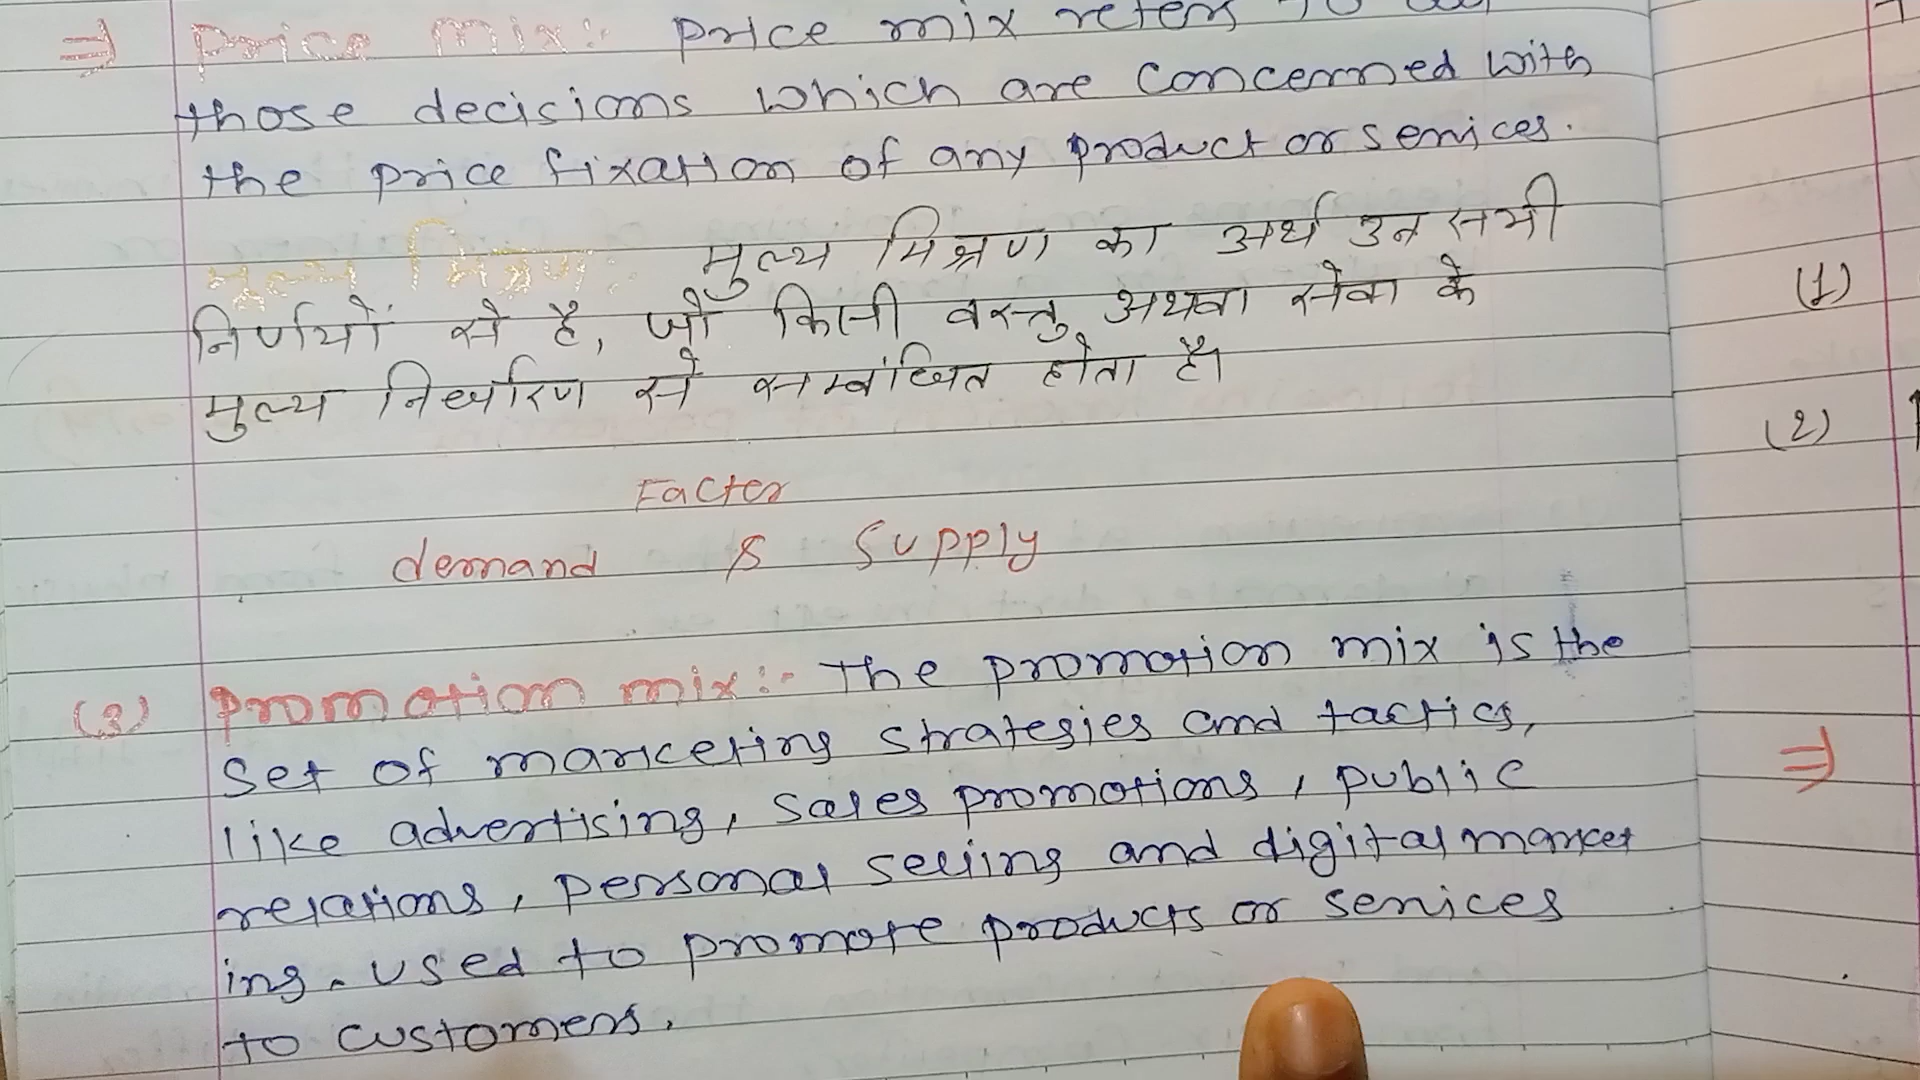 ⇒ Price mix:- Price mix refers to all
those decisions which are concerned with
the price fixation of any product or services.
मुल्य मिश्रण:- मुल्य मिश्रण का अर्थ उन सभी
निर्णयों से है, जो किसी वस्तु अथवा सेवा के
मुल्य निर्धारण से सम्बंधित होता है।
Facter
demand & Supply
(3) Promotion mix:- The promotion mix is the
set of marketing strategies and tactics,
like advertising, sales promotions, public
relations, personal selling and digital market
ing. used to promote products or services
to customers.
(1)
(2)
⇒